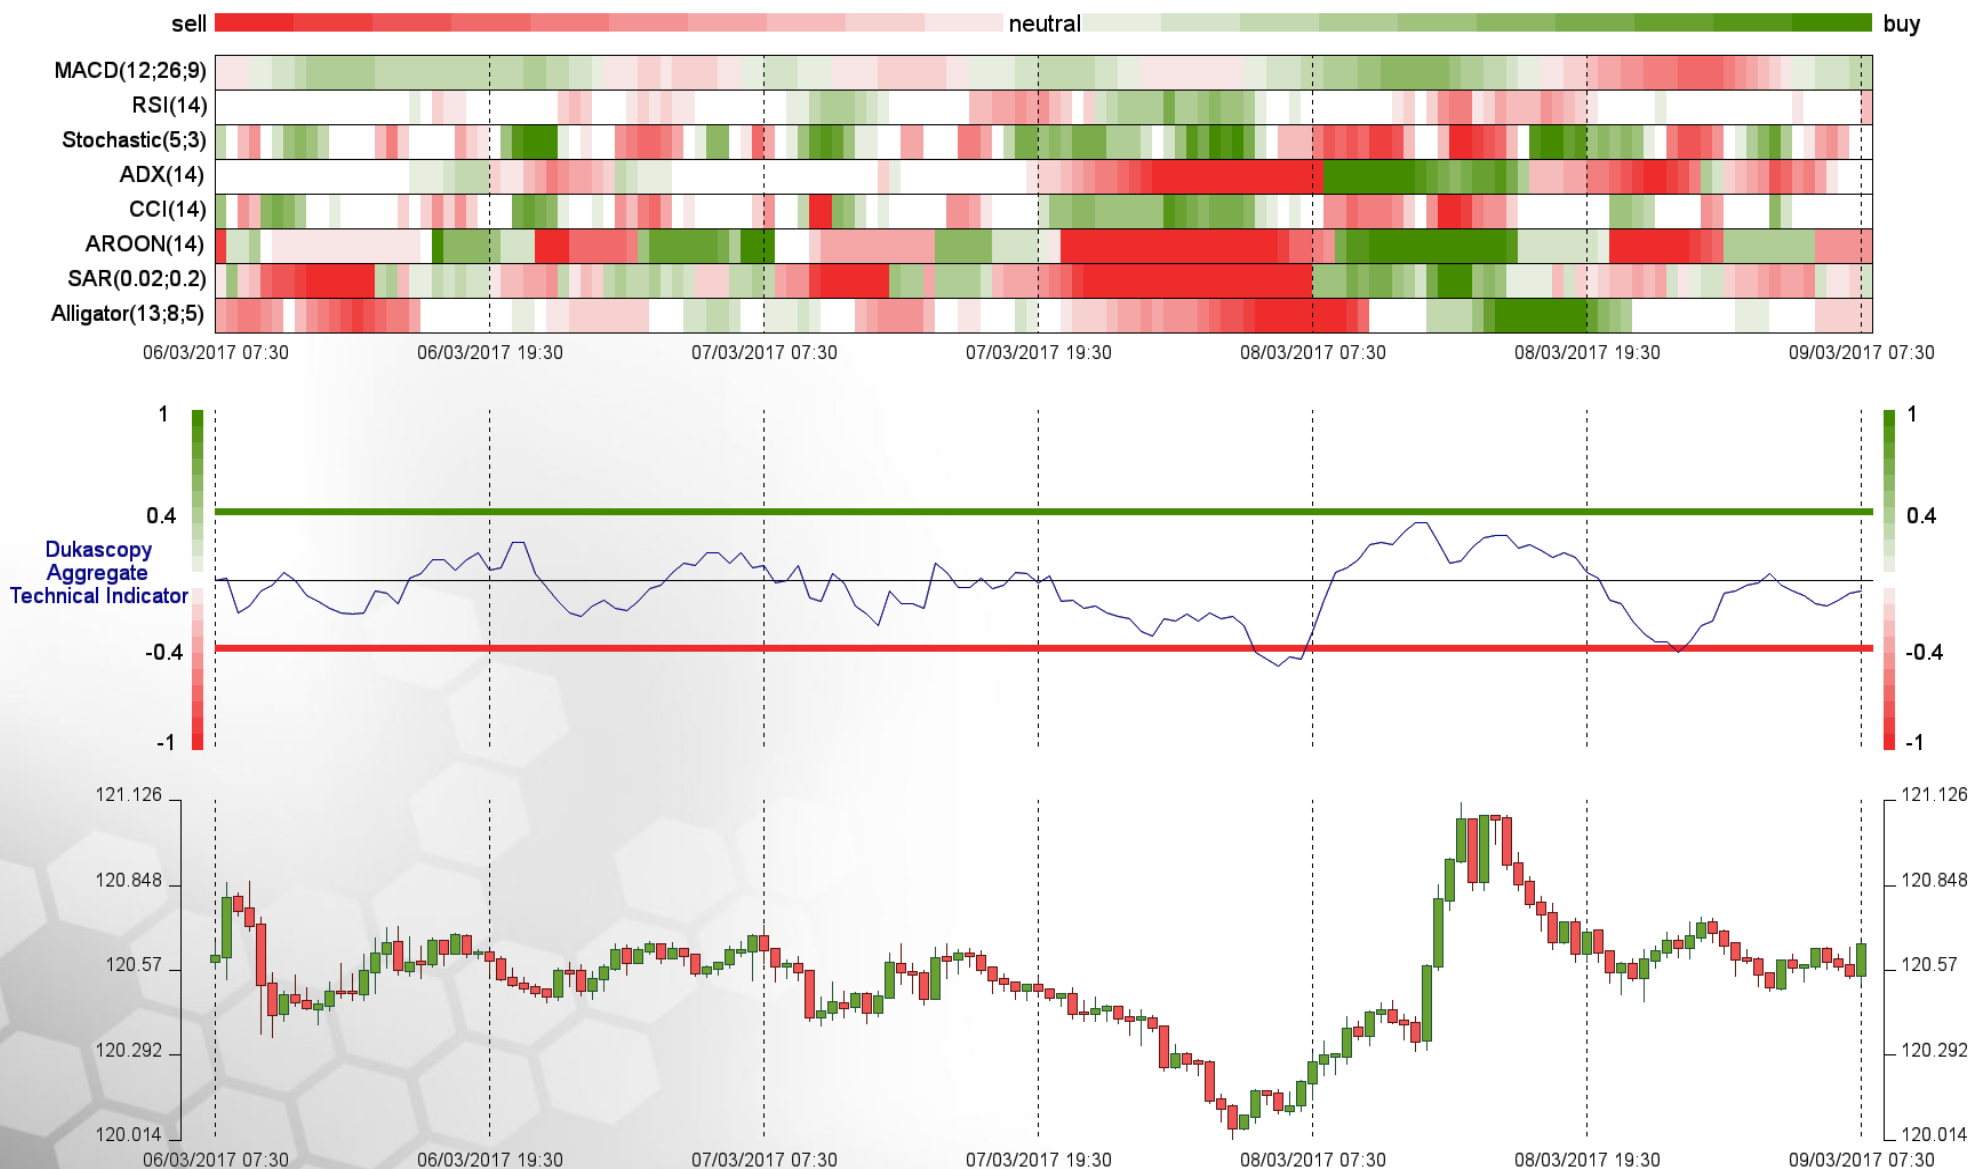 sell neutral buy
MACD(12;26;9)
RSI(14)
Stochastic(5;3)
ADX(14)
CCI(14)
AROON(14)
SAR(0.02;0.2)
Alligator(13;8;5)
06/03/2017 07:30 06/03/2017 19:30 07/03/2017 07:30 07/03/2017 19:30 08/03/2017 07:30 08/03/2017 19:30 09/03/2017 07:30
1 1
0.4 0.4
Dukascopy
Aggregate
Technical Indicator
-0.4 -0.4
-1 -1
121.126 121.126
120.848 120.848
120.57 120.57
120.292 120.292
120.014 120.014
06/03/2017 07:30 06/03/2017 19:30 07/03/2017 07:30 07/03/2017 19:30 08/03/2017 07:30 08/03/2017 19:30 09/03/2017 07:30